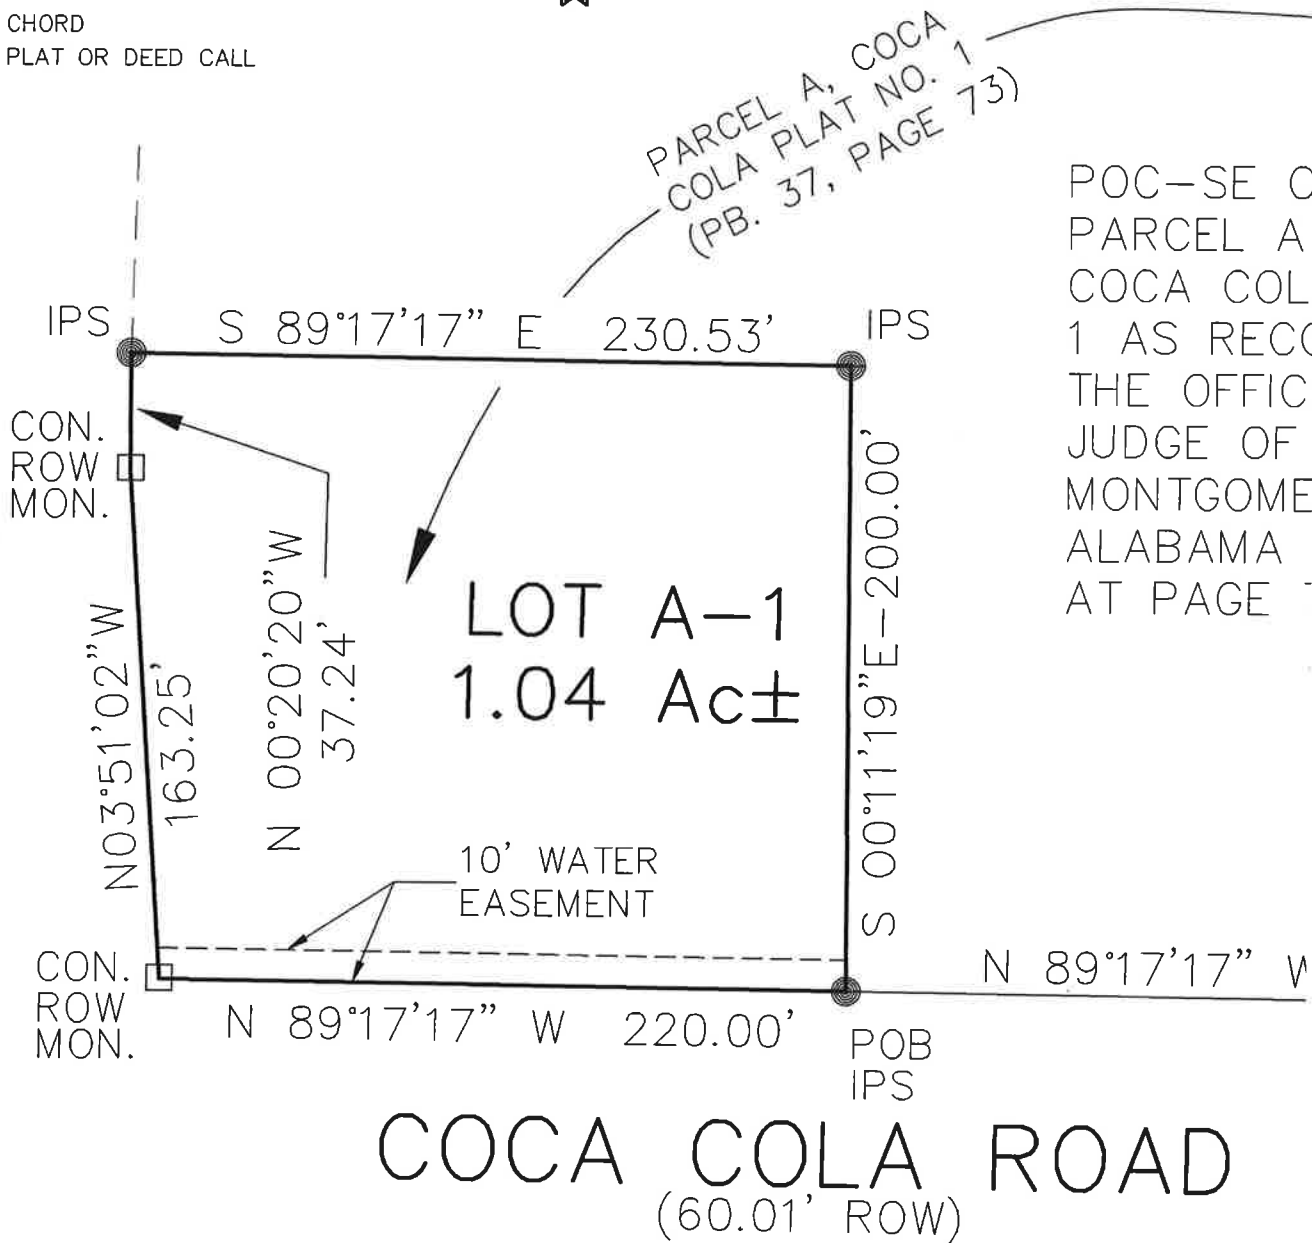 CHORD
PLAT OR DEED CALL
PARCEL A, COCA
COLA PLAT NO. 1
(PB. 37, PAGE 73)
POC-SE
PARCEL A
COCA
1 AS
THE
JUDGE OF
ALABAMA
AT PAGE
IPS
S 89°17'17" E 230.53'
IPS
CON.
ROW
MON.
N 00°20'20"W
37.24'
N03°51'02"W
163.25'
LOT A-1
1.04 Ac±
S 00°11'19"E-200.00'
10' WATER
EASEMENT
CON.
ROW
MON.
N 89°17'17" W 220.00'
N 89°17'17" W
POB
IPS
COCA COLA ROAD
(60.01' ROW)